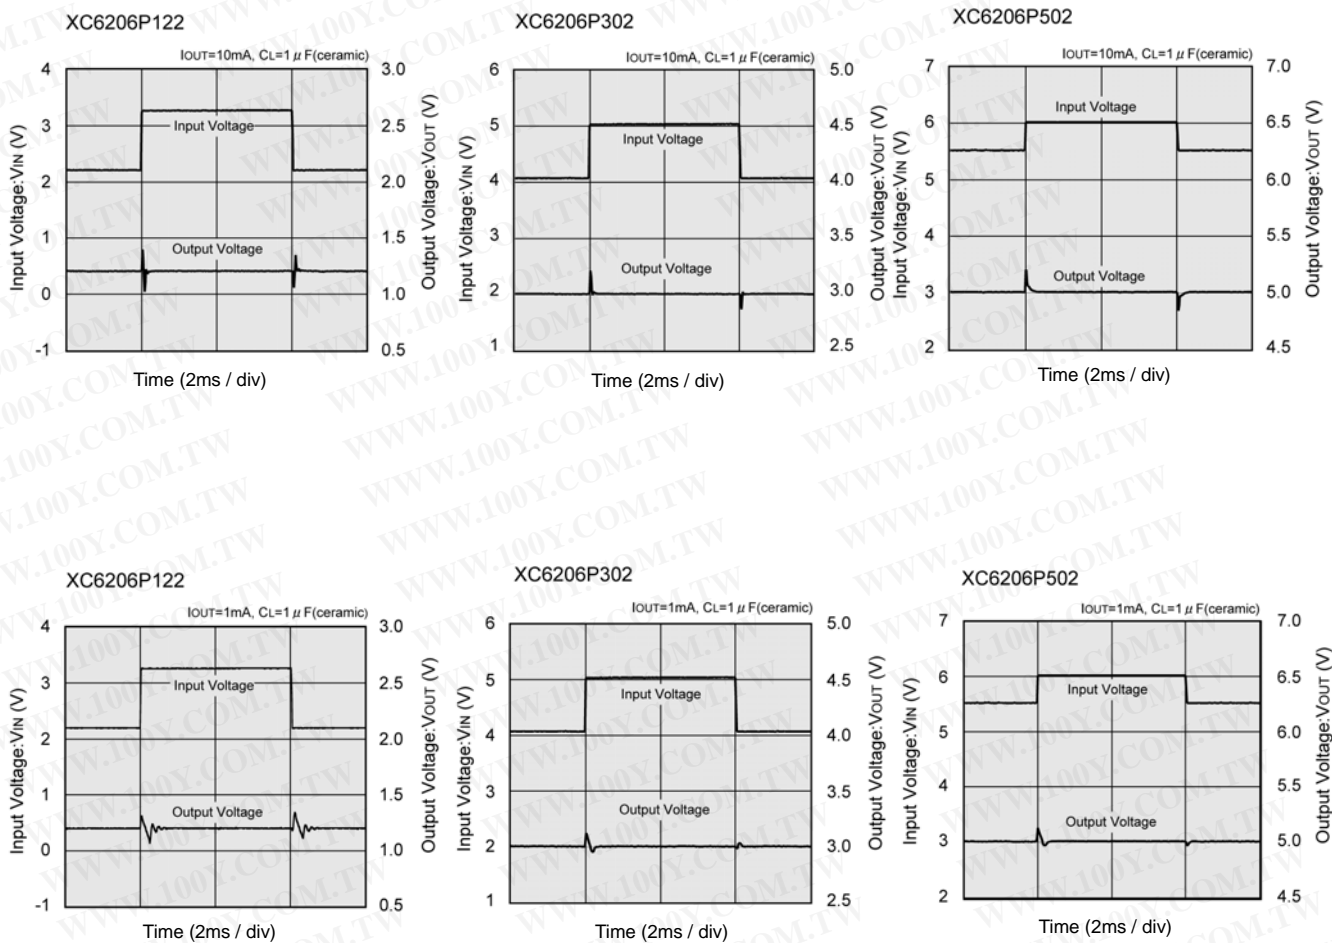 XC6206P122
IOUT=10mA, CL=1 μ F(ceramic)
4
3
2
1
0
-1
3.0
2.5
2.0
1.5
1.0
0.5
Input Voltage:VIN (V)
Output Voltage:VOUT (V)
Input Voltage
Output Voltage
Time (2ms / div)
XC6206P302
IOUT=10mA, CL=1 μ F(ceramic)
6
5
4
3
2
1
5.0
4.5
4.0
3.5
3.0
2.5
Input Voltage:VIN (V)
Output Voltage:VOUT (V)
Input Voltage
Output Voltage
Time (2ms / div)
XC6206P502
IOUT=10mA, CL=1 μ F(ceramic)
7
6
5
4
3
2
7.0
6.5
6.0
5.5
5.0
4.5
Input Voltage:VIN (V)
Output Voltage:VOUT (V)
Input Voltage
Output Voltage
Time (2ms / div)
XC6206P122
IOUT=1mA, CL=1 μ F(ceramic)
4
3
2
1
0
-1
3.0
2.5
2.0
1.5
1.0
0.5
Input Voltage:VIN (V)
Output Voltage:VOUT (V)
Input Voltage
Output Voltage
Time (2ms / div)
XC6206P302
IOUT=1mA, CL=1 μ F(ceramic)
6
5
4
3
2
1
5.0
4.5
4.0
3.5
3.0
2.5
Input Voltage:VIN (V)
Output Voltage:VOUT (V)
Input Voltage
Output Voltage
Time (2ms / div)
XC6206P502
IOUT=1mA, CL=1 μ F(ceramic)
7
6
5
4
3
2
7.0
6.5
6.0
5.5
5.0
4.5
Input Voltage:VIN (V)
Output Voltage:VOUT (V)
Input Voltage
Output Voltage
Time (2ms / div)
WWW.100Y.COM.TW